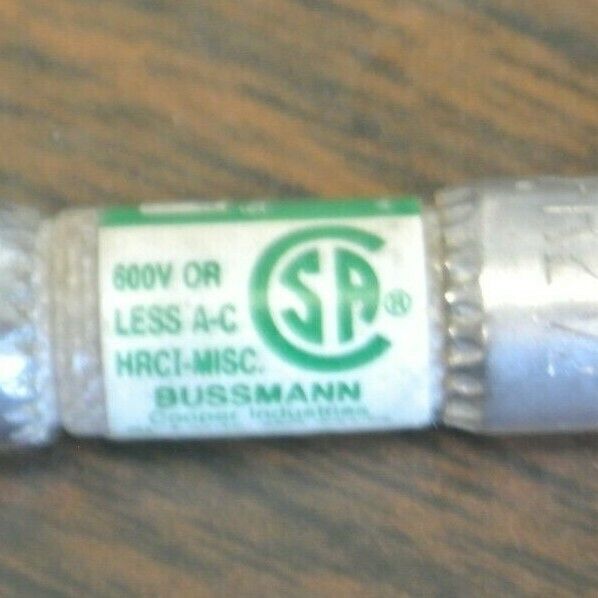 600V OR
LESS A-C
HRCI-MISC.
CSA®
BUSSMANN
Cooper Industries